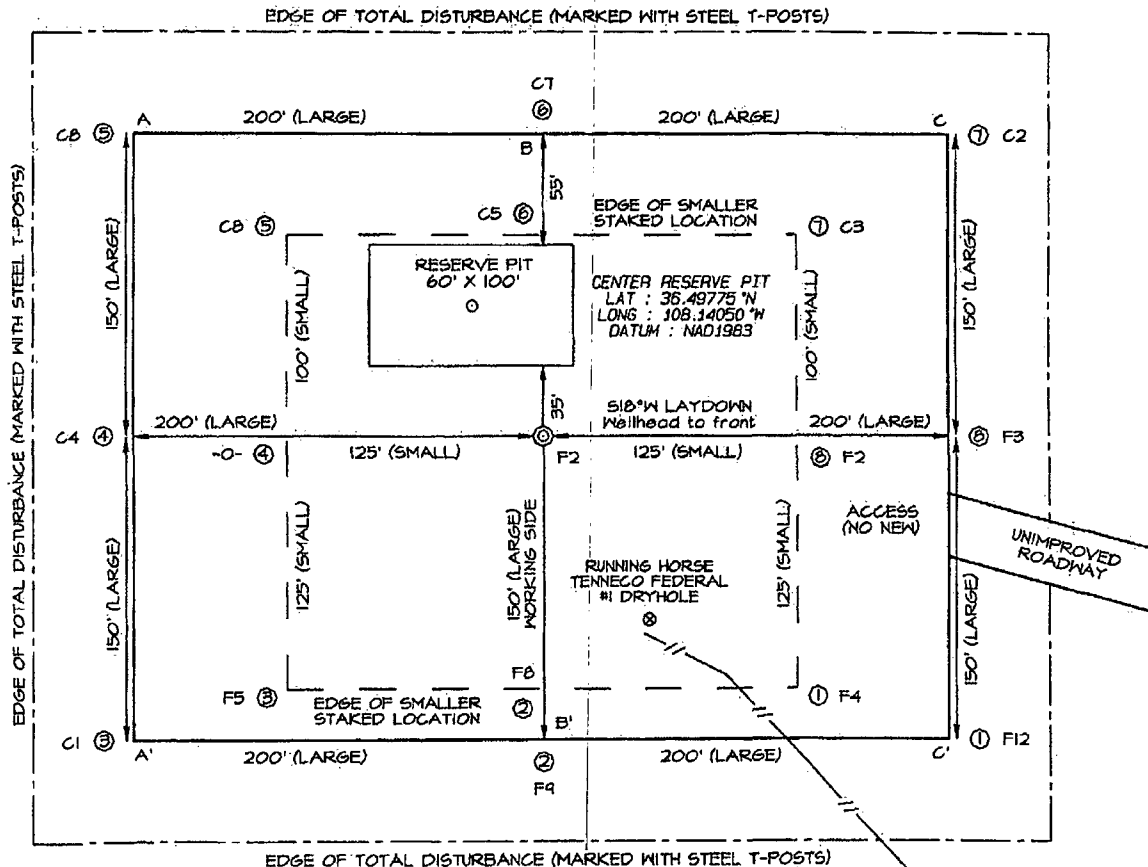 EDGE OF TOTAL DISTURBANCE (MARKED WITH STEEL T-POSTS)
C7
⑥
A
200' (LARGE)
200' (LARGE)
C
C8 ⑤
B
⑦ C2
55'
C5 ⑥
EDGE OF SMALLER
STAKED LOCATION
C8 ⑤
⑦ C3
RESERVE PIT
60' X 100'
CENTER RESERVE PIT
LAT : 36.49775 °N
LONG : 108.14050 °W
DATUM : NAD1983
150' (LARGE)
100' (SMALL)
100' (SMALL)
150' (LARGE)
EDGE OF TOTAL DISTURBANCE (MARKED WITH STEEL T-POSTS)
35'
S18°W LAYDOWN
Wellhead to front
200' (LARGE)
200' (LARGE)
C4 ④
⑧ F3
-0- ④
125' (SMALL)
F2
125' (SMALL)
⑧ F2
150' (LARGE)
125' (SMALL)
150' (LARGE)
WORKING SIDE
125' (SMALL)
ACCESS
(NO NEW)
UNIMPROVED
ROADWAY
RUNNING HORSE
TENNECO FEDERAL
#1 DRYHOLE
150' (LARGE)
F8
F5 ③
EDGE OF SMALLER
STAKED LOCATION
②
① F4
B'
C1 ③
① F12
A'
200' (LARGE)
②
200' (LARGE)
C'
F9
EDGE OF TOTAL DISTURBANCE (MARKED WITH STEEL T-POSTS)